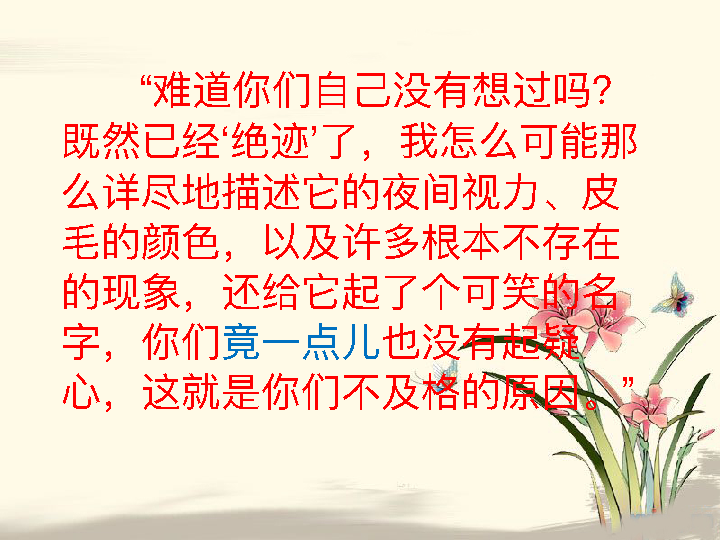 “难道你们自己没有想过吗?
既然已经‘绝迹’了，我怎么可能那
么详尽地描述它的夜间视力、皮
毛的颜色，以及许多根本不存在
的现象，还给它起了个可笑的名
字，你们竟一点儿也没有起疑
心，这就是你们不及格的原因。”